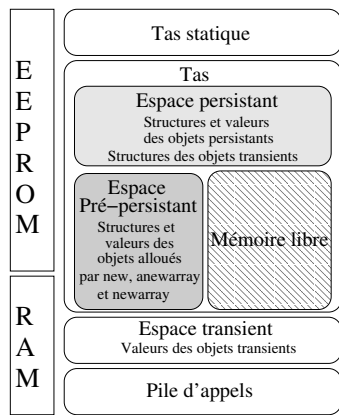 EEPROM
Tas statique
Tas
Espace persistant
Structures et valeurs
des objets persistants
Structures des objets transients
Espace
Pré-persistant
Structures et
valeurs des
objets alloués
par new, anewarray
et newarray
Mémoire libre
RAM
Espace transient
Valeurs des objets transients
Pile d'appels